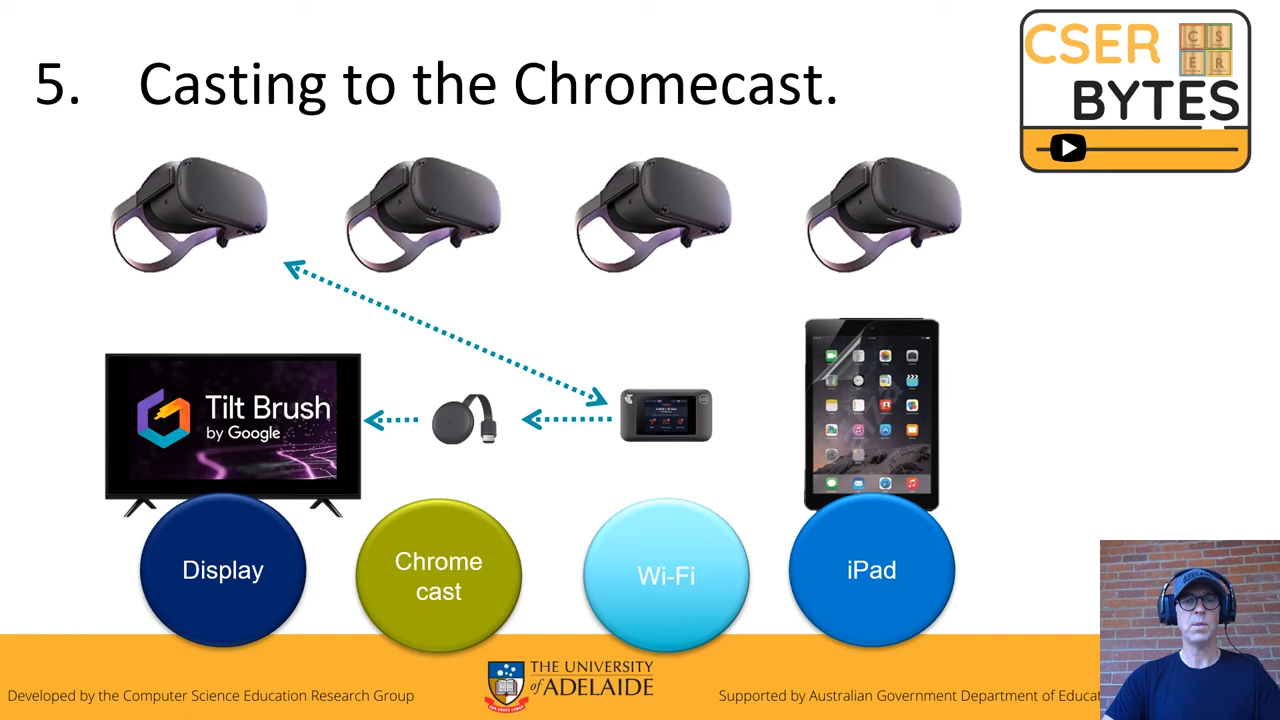 5. Casting to the Chromecast.
CSER
C S
E R
BYTES
Tilt Brush
by Google
Display
Chrome
cast
Wi-Fi
iPad
THE UNIVERSITY
of ADELAIDE
Developed by the Computer Science Education Research Group
Supported by Australian Government Department of Educat